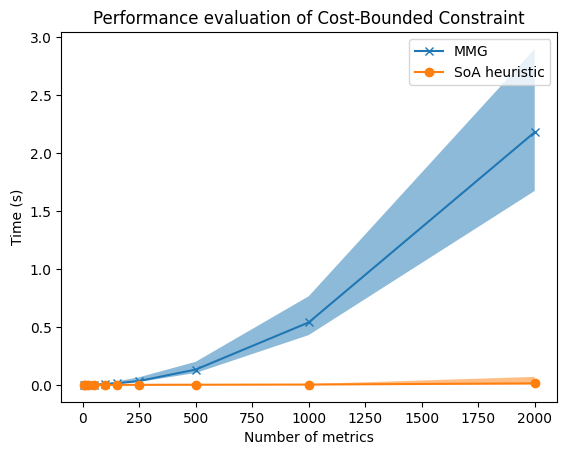 Performance evaluation of Cost-Bounded Constraint
MMG
SoA heuristic
3.0
2.5
2.0
1.5
1.0
0.5
0.0
Time (s)
0 250 500 750 1000 1250 1500 1750 2000
Number of metrics